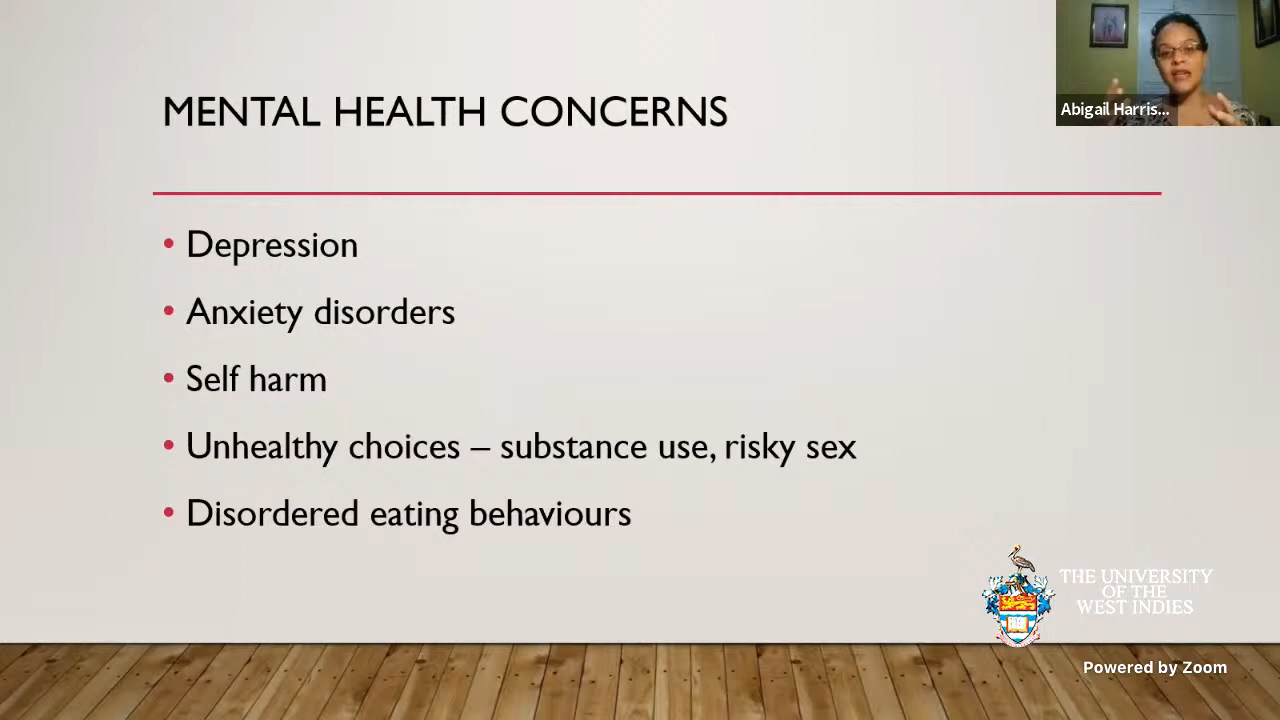 MENTAL HEALTH CONCERNS
Abigail Harris...
• Depression
• Anxiety disorders
• Self harm
• Unhealthy choices – substance use, risky sex
• Disordered eating behaviours
THE UNIVERSITY
OF THE
WEST INDIES
Powered by Zoom